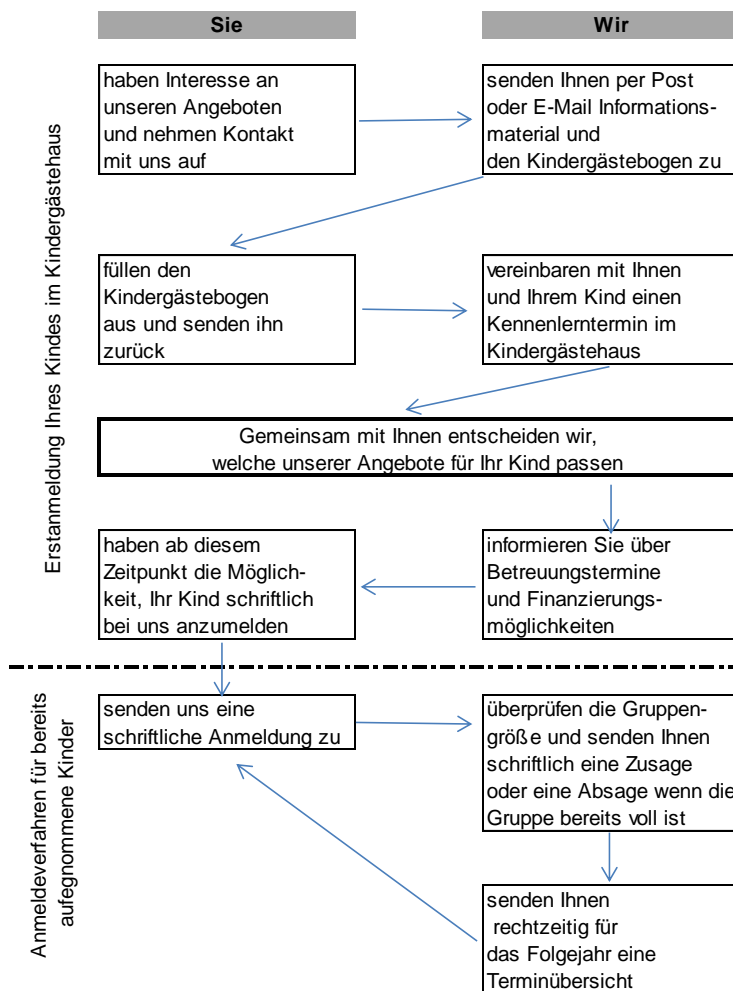 Sie
Wir
Erstanmeldung Ihres Kindes im Kindergästehaus
haben Interesse an
unseren Angeboten
und nehmen Kontakt
mit uns auf
senden Ihnen per Post
oder E-Mail Informations-
material und
den Kindergästebogen zu
füllen den
Kindergästebogen
aus und senden ihn
zurück
vereinbaren mit Ihnen
und Ihrem Kind einen
Kennenlerntermin im
Kindergästehaus
Gemeinsam mit Ihnen entscheiden wir,
welche unserer Angebote für Ihr Kind passen
informieren Sie über
Betreuungstermine
und Finanzierungs-
möglichkeiten
haben ab diesem
Zeitpunkt die Möglich-
keit, Ihr Kind schriftlich
bei uns anzumelden
Anmeldeverfahren für bereits
aufegnommene Kinder
senden uns eine
schriftliche Anmeldung zu
überprüfen die Gruppen-
größe und senden Ihnen
schriftlich eine Zusage
oder eine Absage wenn die
Gruppe bereits voll ist
senden Ihnen
rechtzeitig für
das Folgejahr eine
Terminübersicht